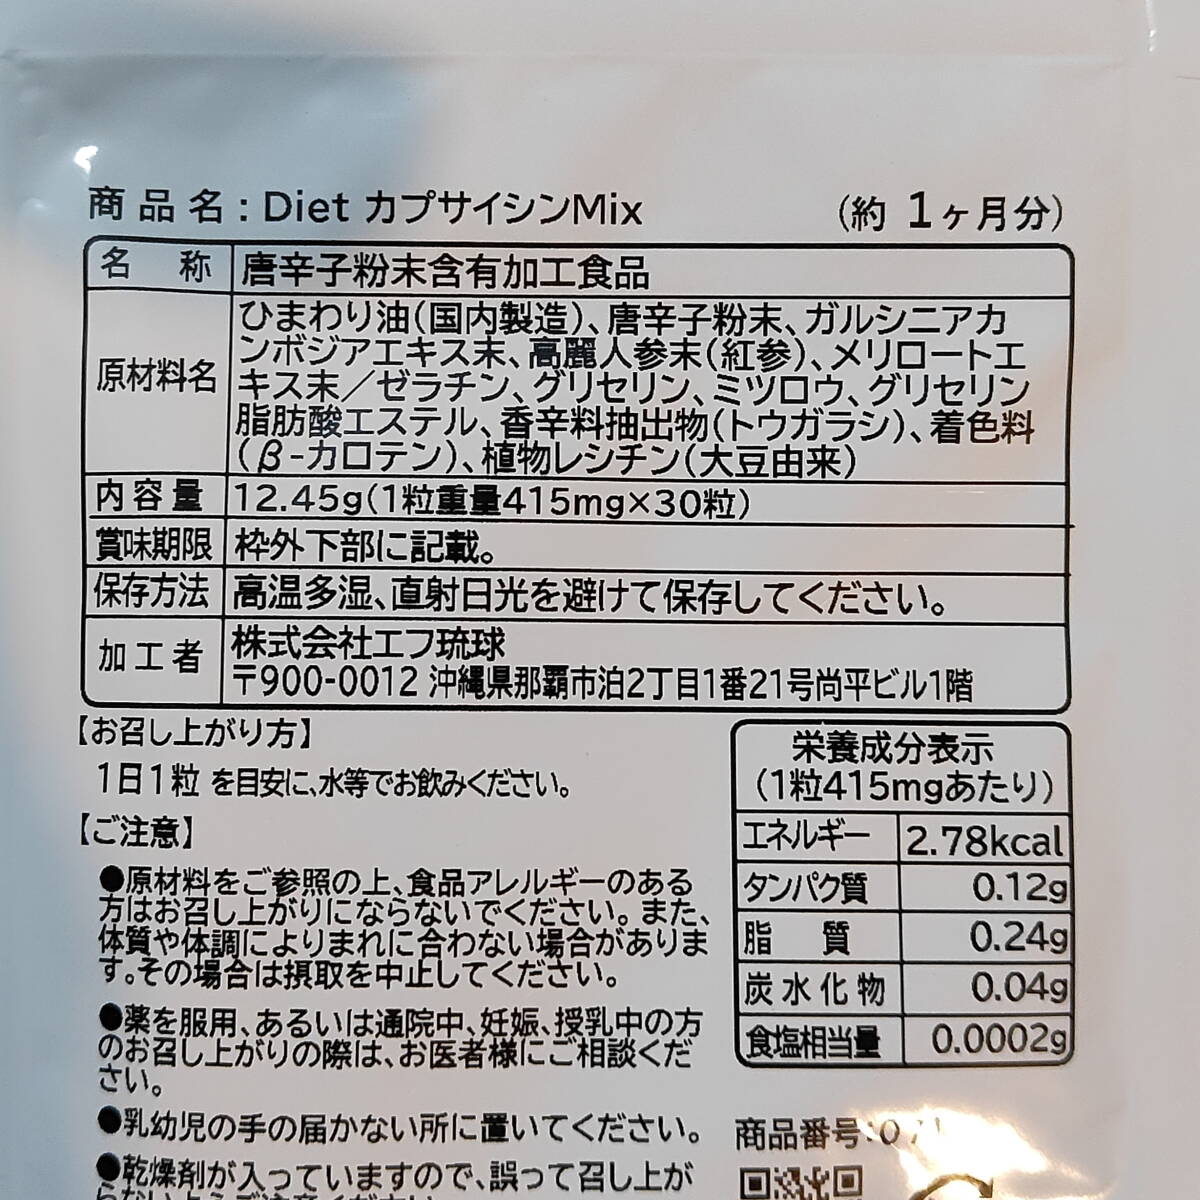 商品名：Diet カプサイシンMix （約 1ヶ月分）
名　称 唐辛子粉末含有加工食品
原材料名 ひまわり油（国内製造）、唐辛子粉末、ガルシニアカ
ンボジアエキス末、高麗人参末（紅参）、メリロートエ
キス末／ゼラチン、グリセリン、ミツロウ、グリセリン
脂肪酸エステル、香辛料抽出物（トウガラシ）、着色料
（β-カロテン）、植物レシチン（大豆由来）
内容量 12.45g（1粒重量415mg×30粒）
賞味期限 枠外下部に記載。
保存方法 高温多湿、直射日光を避けて保存してください。
加工者 株式会社エフ琉球
〒900-0012 沖縄県那覇市泊2丁目1番21号尚平ビル1階
【お召し上がり方】
1日1粒 を目安に、水等でお飲みください。
【ご注意】
●原材料をご参照の上、食品アレルギーのある
方はお召し上がりにならないでください。また、
体質や体調によりまれに合わない場合がありま
す。その場合は摂取を中止してください。
●薬を服用、あるいは通院中、妊娠、授乳中の方
のお召し上がりの際は、お医者様にご相談くだ
さい。
●乳幼児の手の届かない所に置いてください。
●乾燥剤が入っていますので、誤って召し上が
らないようご注意ください。
栄養成分表示
（1粒415mgあたり）
エネルギー 2.78kcal
タンパク質 0.12g
脂　質 0.24g
炭水化物 0.04g
食塩相当量 0.0002g
商品番号: